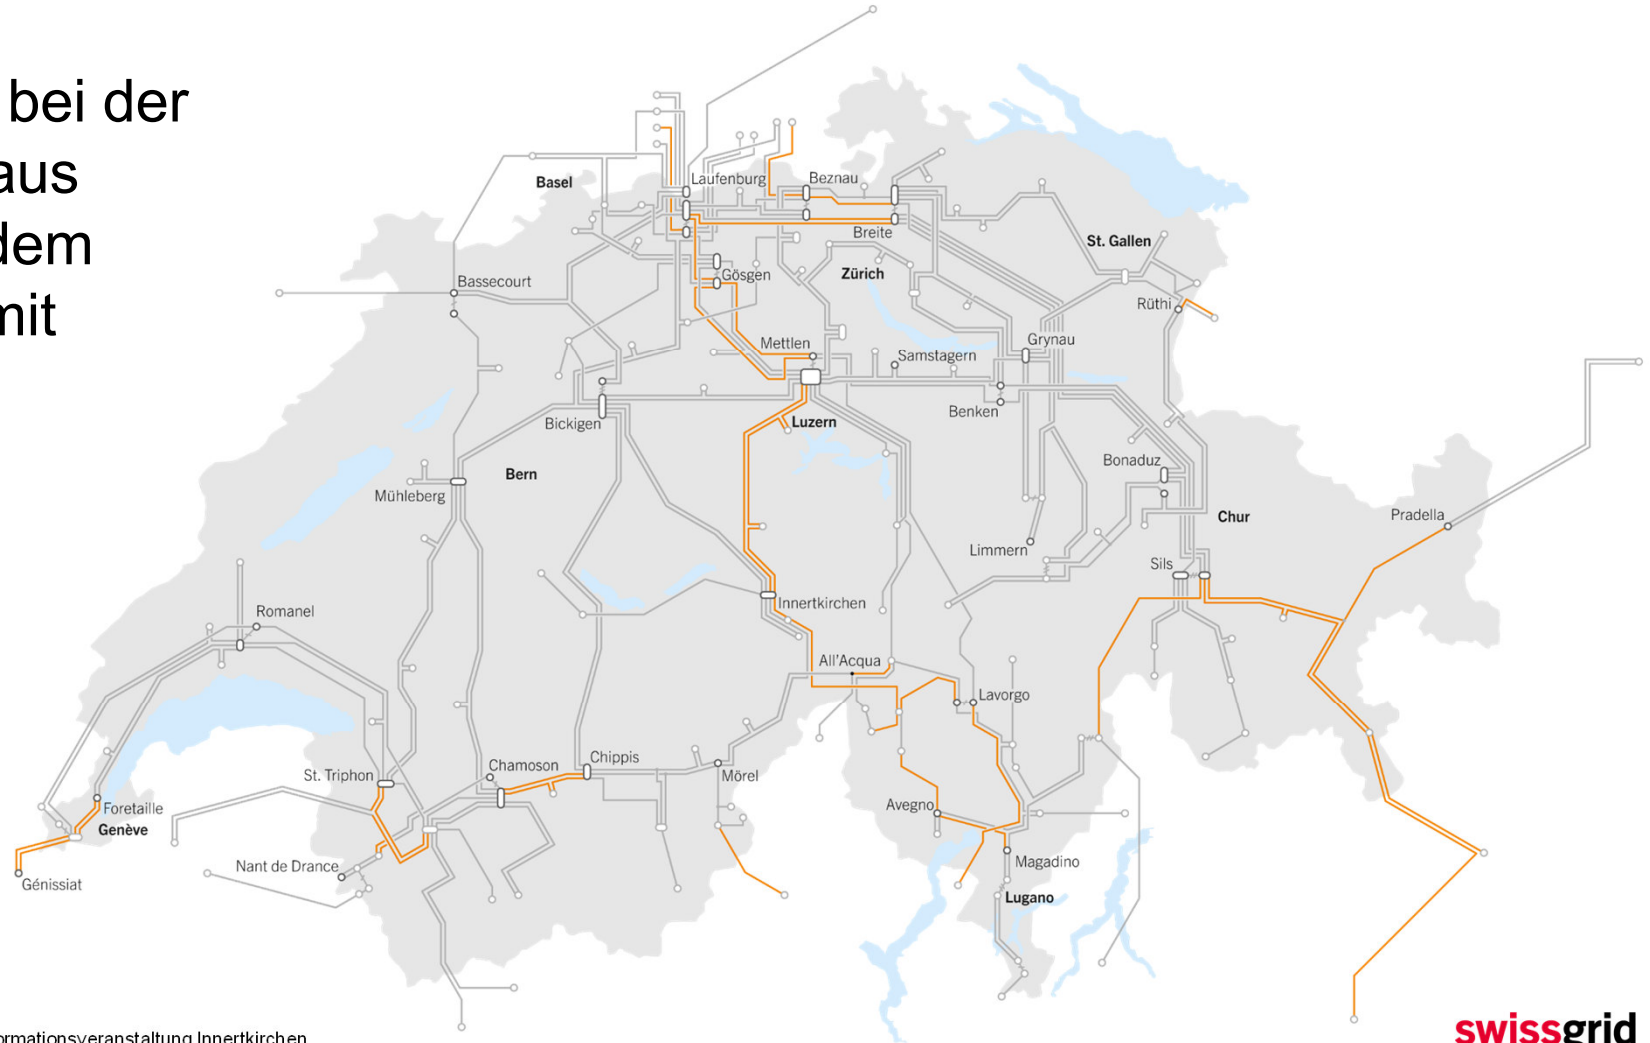 bei der
aus
dem
mit
Basel
Laufenburg
Beznau
Breite
St. Gallen
Bassecourt
Gösgen
Zürich
Rüthi
Mettlen
Grynau
Samstagern
Benken
Bickigen
Luzern
Bern
Bonaduz
Mühleberg
Chur
Pradella
Limmern
Sils
Romanel
Innertkirchen
All'Acqua
Lavorgo
St. Triphon
Chamoson
Chippis
Mörel
Foretaille
Genève
Avegno
Nant de Drance
Magadino
Génissiat
Lugano
ormationsveranstaltung Innertkirchen
swissgrid